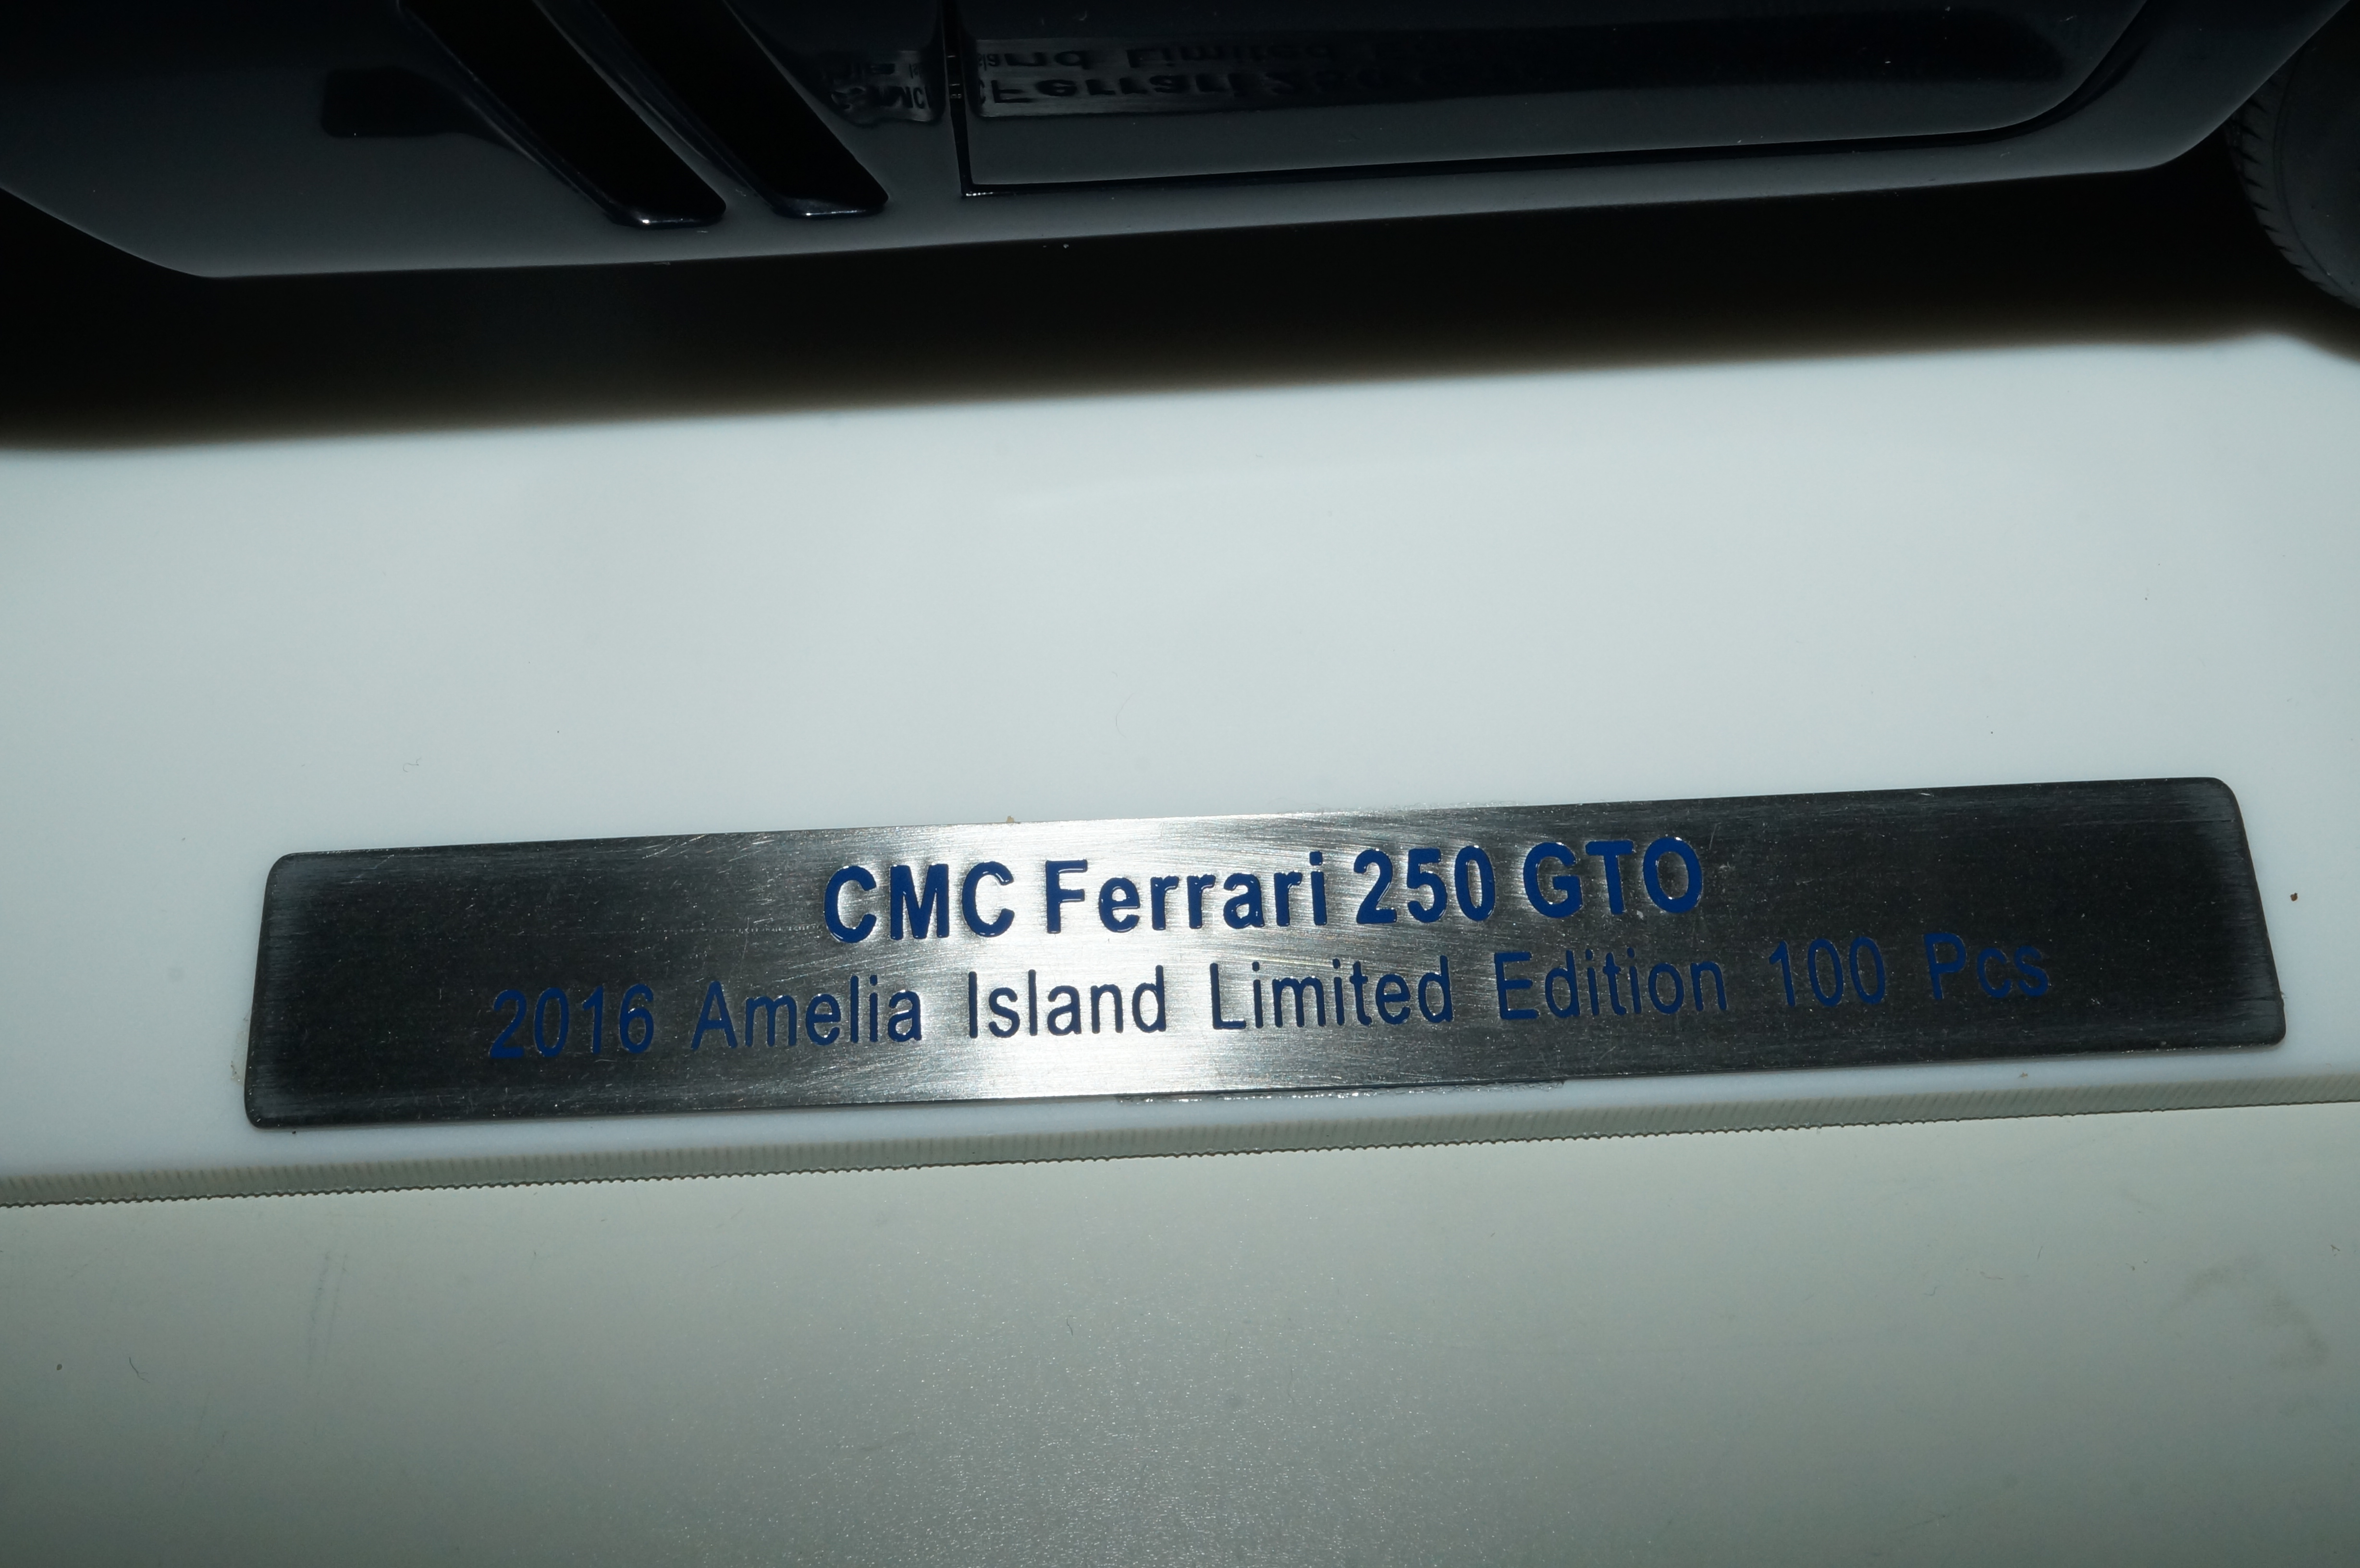 CMC Ferrari 250 GTO
2016 Amelia Island Limited Edition 100 Pcs